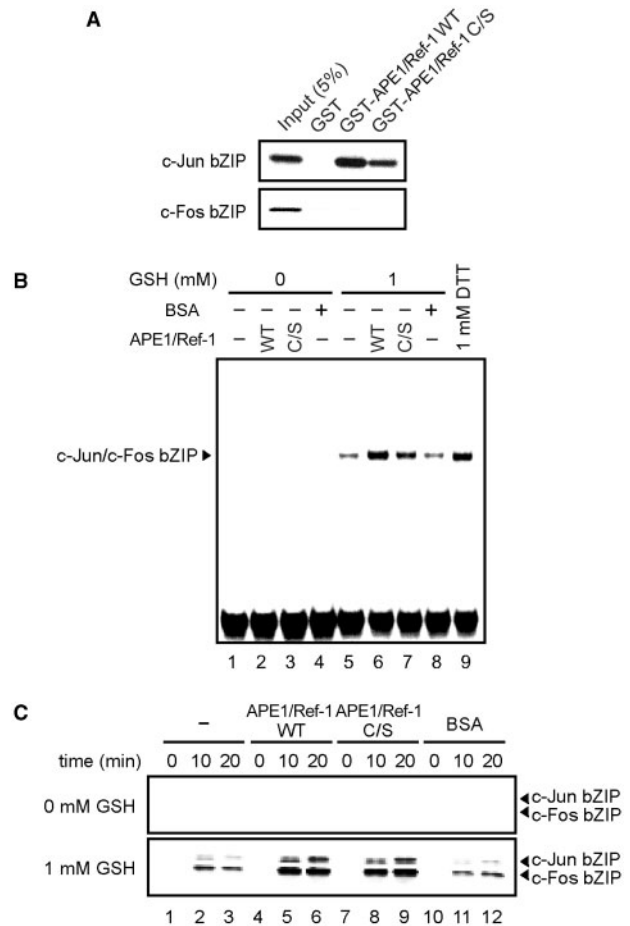 A
Input (5%) GST GST-APE1/Ref-1 WT GST-APE1/Ref-1 C/S
c-Jun bZIP
c-Fos bZIP
B
GSH (mM) 0 1 1 mM DTT
BSA – – – + – – – +
APE1/Ref-1 – WT C/S – – WT C/S –
c-Jun/c-Fos bZIP
1 2 3 4 5 6 7 8 9
C
– APE1/Ref-1 WT APE1/Ref-1 C/S BSA
time (min) 0 10 20 0 10 20 0 10 20 0 10 20
0 mM GSH c-Jun bZIP
c-Fos bZIP
1 mM GSH c-Jun bZIP
c-Fos bZIP
1 2 3 4 5 6 7 8 9 10 11 12